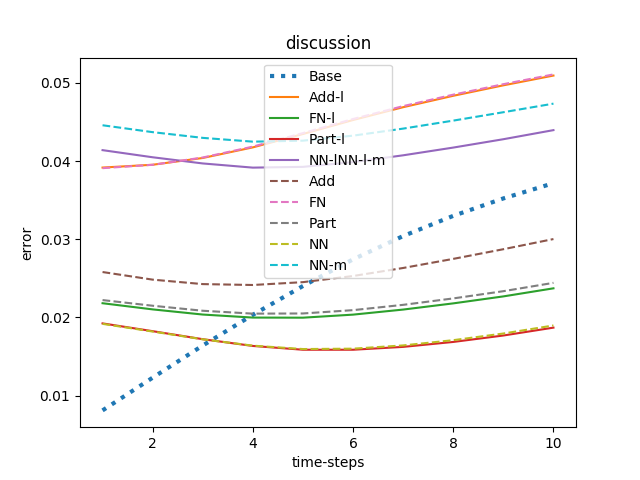 discussion
0.05
0.04
0.03
0.02
0.01
error
Base
Add-l
FN-l
Part-l
NN-lNN-l-m
Add
FN
Part
NN
NN-m
2
4
6
8
10
time-steps